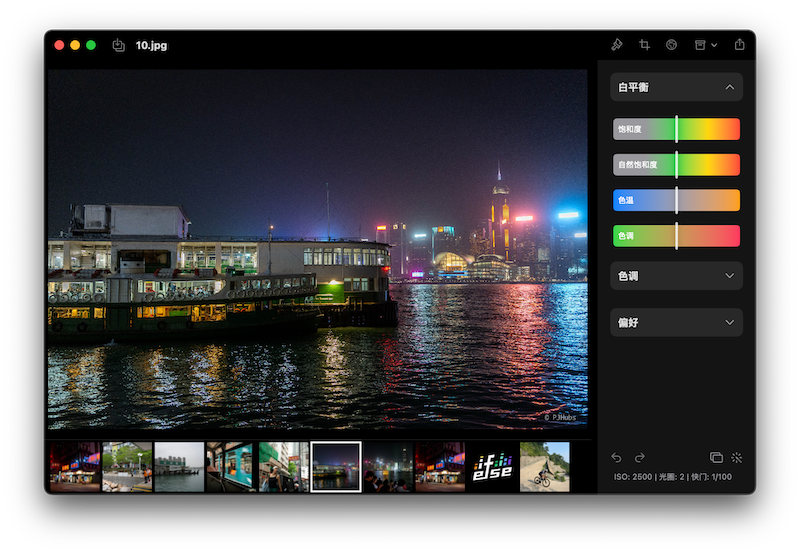 10.jpg
白平衡
饱和度
自然饱和度
色温
色调
色调
偏好
© PJHubs
if
else
ISO: 2500 | 光圈: 2 | 快门: 1/100